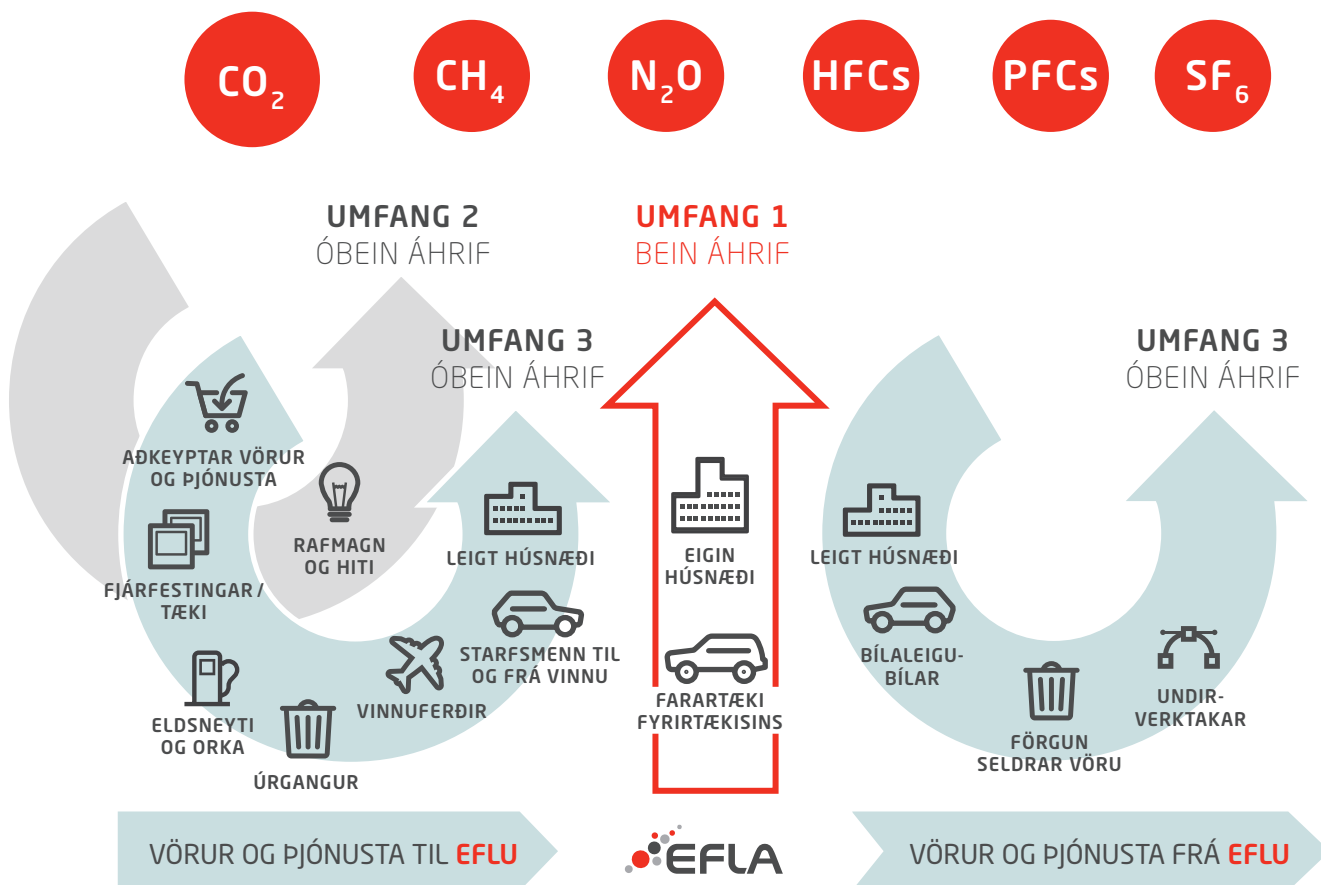 CO₂
CH₄
N₂O
HFCs
PFCs
SF₆
UMFANG 2
ÓBEIN ÁHRIF
UMFANG 1
BEIN ÁHRIF
UMFANG 3
ÓBEIN ÁHRIF
UMFANG 3
ÓBEIN ÁHRIF
AÐKEYPTAR VÖRUR
OG ÞJÓNUSTA
RAFMAGN
OG HITI
FJÁRFESTINGAR /
TÆKI
ELDSNEYTI
OG ORKA
ÚRGANGUR
VINNUFERÐIR
STARFSMENN TIL
OG FRÁ VINNU
LEIGT HÚSNÆÐI
EIGIN
HÚSNÆÐI
FARARTÆKI
FYRIRTÆKISINS
LEIGT HÚSNÆÐI
BÍLALEIGU-
BÍLAR
FÖRGUN
SELDRAR VÖRU
UNDIR-
VERKTAKAR
VÖRUR OG ÞJÓNUSTA TIL EFLU
EFLA
VÖRUR OG ÞJÓNUSTA FRÁ EFLU